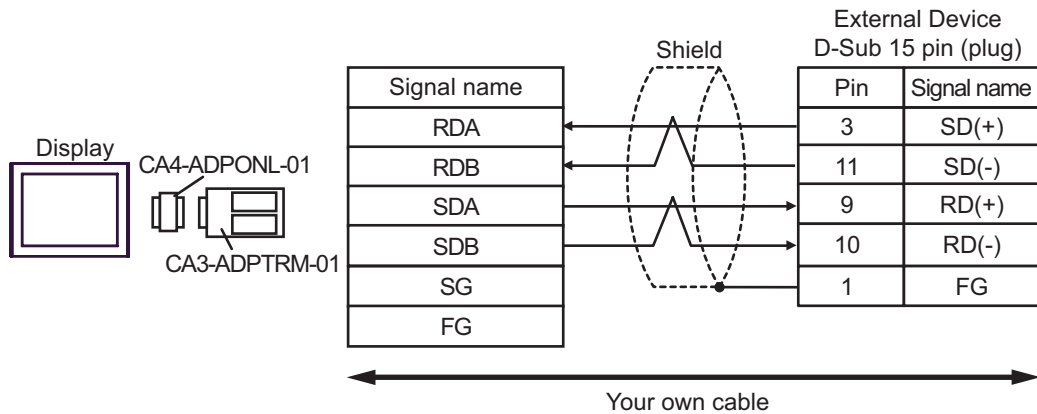 External Device
D-Sub 15 pin (plug)
Shield
Signal name
Pin Signal name
RDA 3 SD(+)
Display
CA4-ADPONL-01
RDB 11 SD(-)
SDA 9 RD(+)
SDB 10 RD(-)
CA3-ADPTRM-01
SG 1 FG
FG
Your own cable